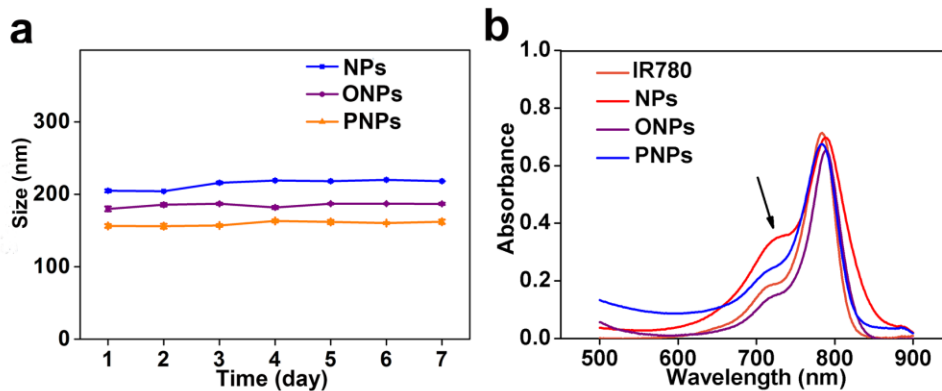 a
NPs
ONPs
PNPs
300
200
100
0
Size (nm)
1 2 3 4 5 6 7
Time (day)
b
1.0
0.8
0.6
0.4
0.2
0.0
Absorbance
IR780
NPs
ONPs
PNPs
500 600 700 800 900
Wavelength (nm)